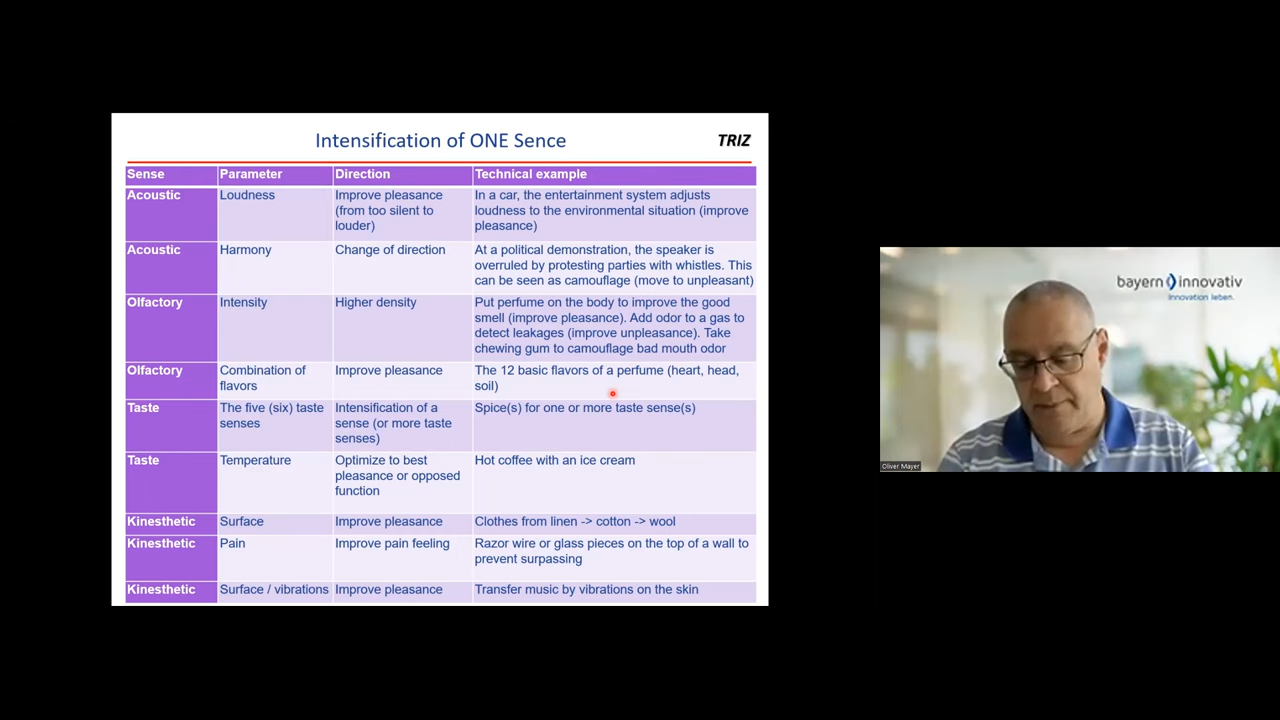 Intensification of ONE Sence
TRIZ
Sense Parameter Direction Technical example
Acoustic Loudness Improve pleasance (from too silent to louder) In a car, the entertainment system adjusts loudness to the environmental situation (improve pleasance)
Acoustic Harmony Change of direction At a political demonstration, the speaker is overruled by protesting parties with whistles. This can be seen as camouflage (move to unpleasant)
Olfactory Intensity Higher density Put perfume on the body to improve the good smell (improve pleasance). Add odor to a gas to detect leakages (improve unpleasance). Take chewing gum to camouflage bad mouth odor
Olfactory Combination of flavors Improve pleasance The 12 basic flavors of a perfume (heart, head, soil)
Taste The five (six) taste senses Intensification of a sense (or more taste senses) Spice(s) for one or more taste sense(s)
Taste Temperature Optimize to best pleasance or opposed function Hot coffee with an ice cream
Kinesthetic Surface Improve pleasance Clothes from linen -> cotton -> wool
Kinesthetic Pain Improve pain feeling Razor wire or glass pieces on the top of a wall to prevent surpassing
Kinesthetic Surface / vibrations Improve pleasance Transfer music by vibrations on the skin
bayern innovativ
Innovation leben.
Oliver Mayer